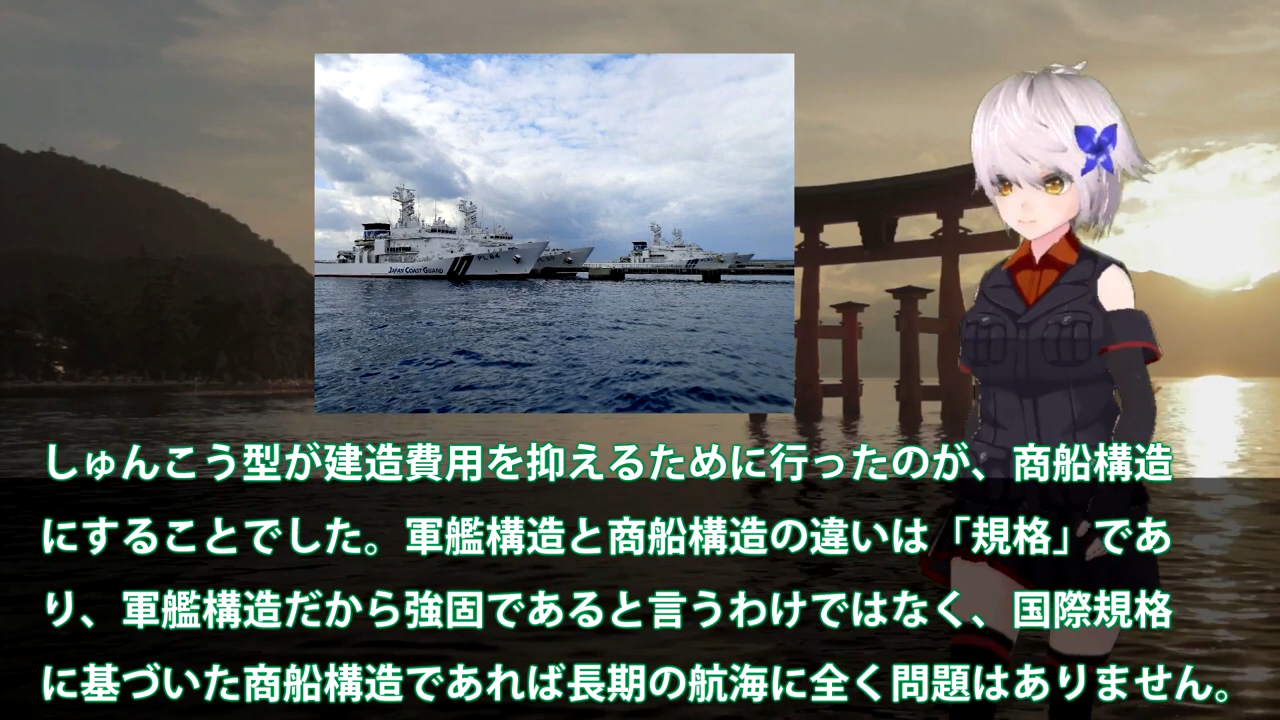 JAPAN COAST GUARD
PL 84
しゅんこう型が建造費用を抑えるために行ったのが、商船構造
にすることでした。軍艦構造と商船構造の違いは「規格」であ
り、軍艦構造だから強固であると言うわけではなく、国際規格
に基づいた商船構造であれば長期の航海に全く問題はありません。